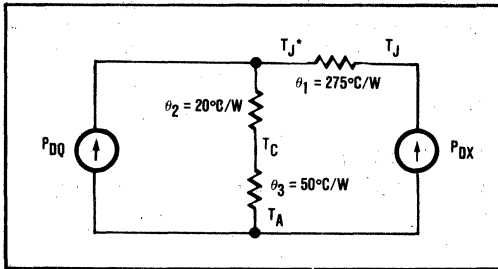 T_J* T_J
θ_1 = 275°C/W
θ_2 = 20°C/W
P_DQ T_C P_DX
θ_3 = 50°C/W
T_A